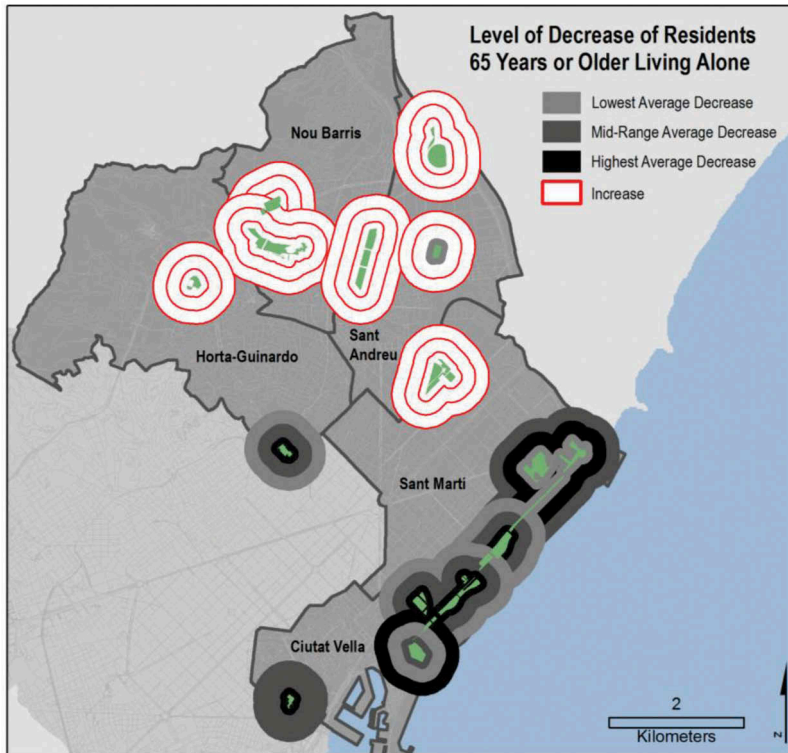 Level of Decrease of Residents
65 Years or Older Living Alone
Lowest Average Decrease
Mid-Range Average Decrease
Highest Average Decrease
Increase
Nou Barris
Sant
Andreu
Horta-Guinardo
Sant Martí
Ciutat Vella
2
Kilometers
z